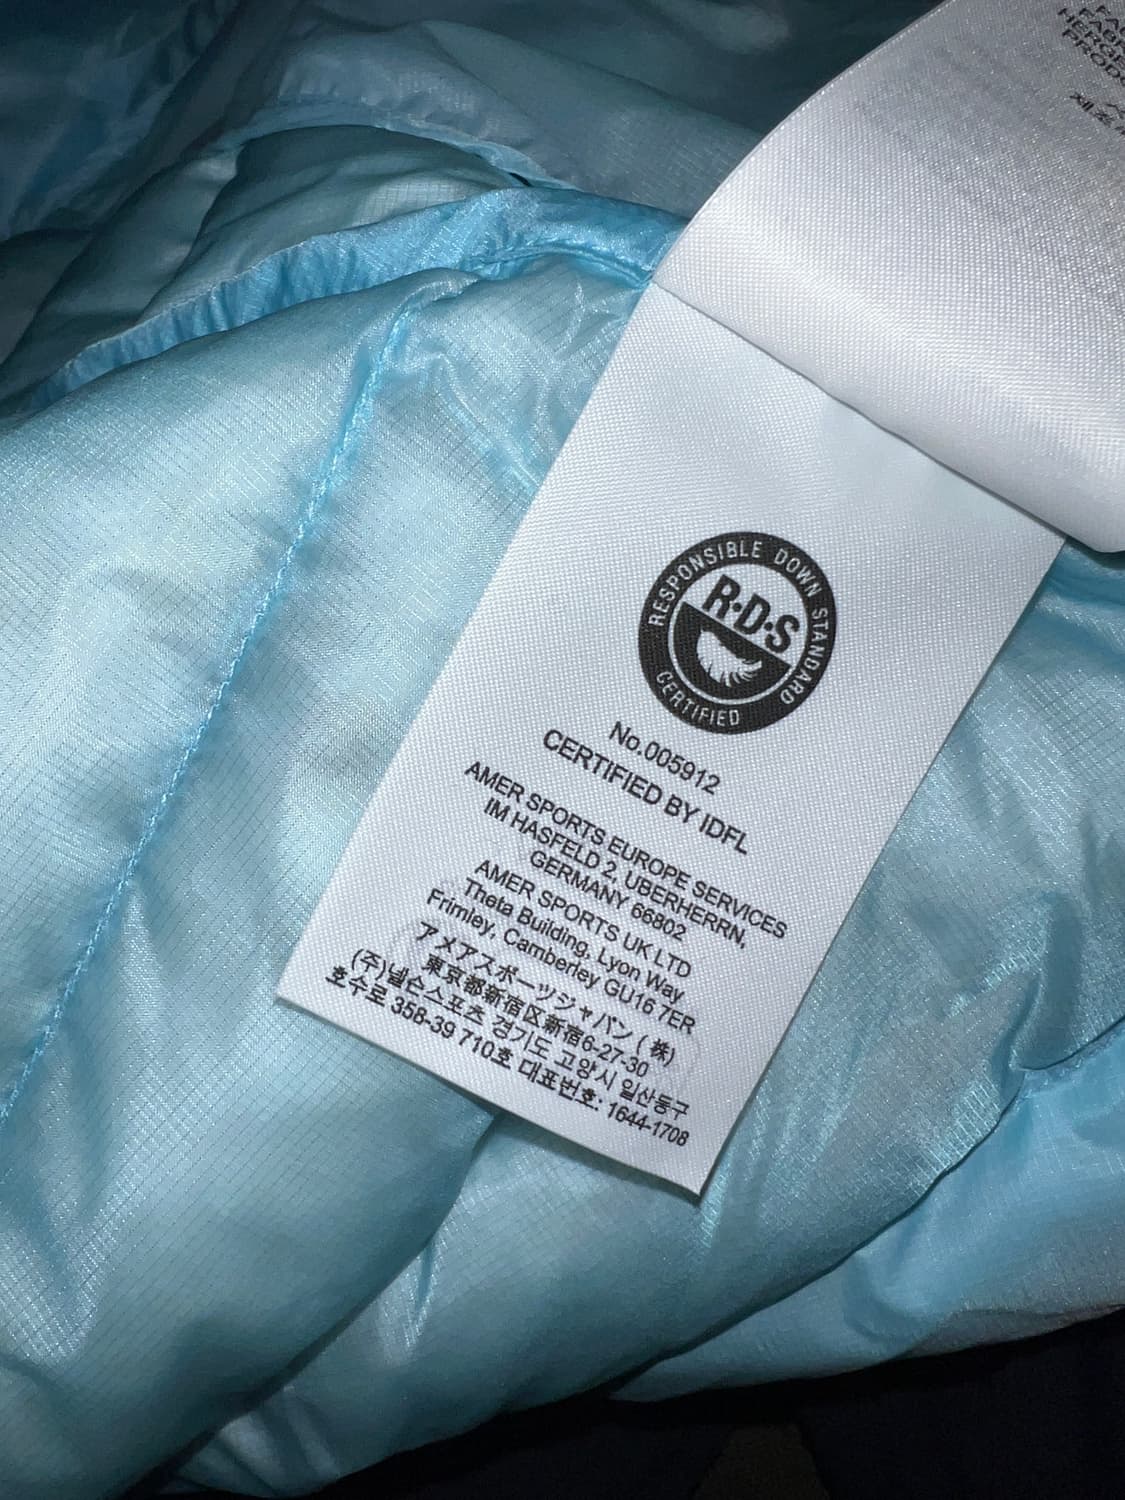 HERGE
PRODU
RESPONSIBLE DOWN STANDARD
R·D·S
CERTIFIED
No.005912
CERTIFIED BY IDFL
AMER SPORTS EUROPE SERVICES
IM HASFELD 2, UBERHERRN,
GERMANY 66802
AMER SPORTS UK LTD
Theta Building, Lyon Way
Frimley, Camberley GU16 7ER
アメアスポーツジャパン (株)
東京都新宿区新宿6-27-30
(주)넬슨스포츠 경기도 고양시 일산동구
호수로 358-39 710호 대표번호: 1644-1708